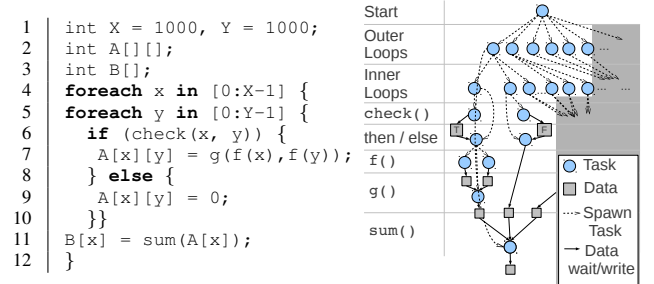 1 int X = 1000, Y = 1000;
2 int A[][];
3 int B[];
4 foreach x in [0:X-1] {
5 foreach y in [0:Y-1] {
6 if (check(x, y)) {
7 A[x][y] = g(f(x),f(y));
8 } else {
9 A[x][y] = 0;
10 }}
11 B[x] = sum(A[x]);
12 }
Start
Outer
Loops
...
Inner
Loops
...
check()
T
F
then / else
f()
g()
sum()
Task
Data
Spawn
Task
Data
wait/write